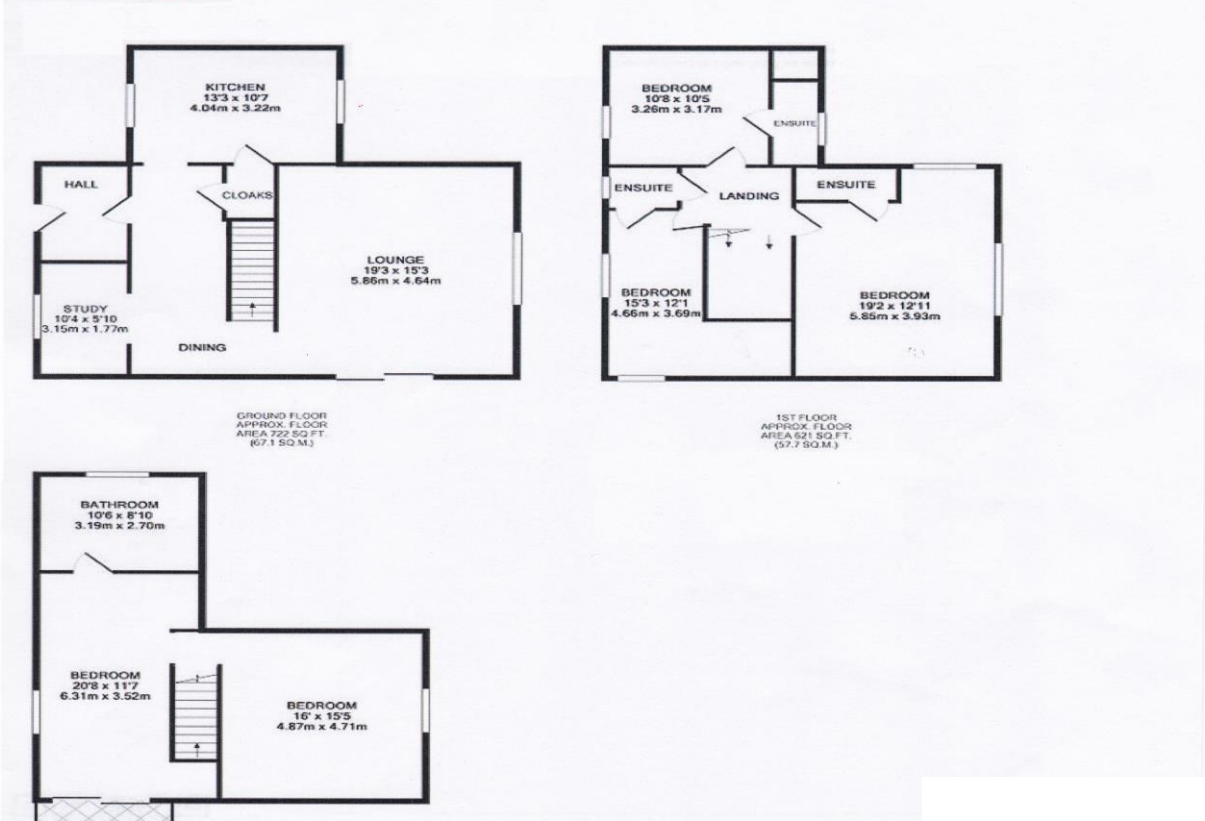 KITCHEN
13'3 x 10'7
4.04m x 3.22m
HALL
CLOAKS
LOUNGE
19'3 x 15'3
5.86m x 4.64m
STUDY
10'4 x 5'10
3.15m x 1.77m
DINING
GROUND FLOOR
APPROX. FLOOR
AREA 722 SQ.FT.
(67.1 SQ.M.)
BEDROOM
10'8 x 10'5
3.26m x 3.17m
ENSUITE
ENSUITE
LANDING
ENSUITE
BEDROOM
15'3 x 12'1
4.66m x 3.69m
BEDROOM
19'2 x 12'11
5.85m x 3.93m
1ST FLOOR
APPROX. FLOOR
AREA 621 SQ.FT.
(57.7 SQ.M.)
BATHROOM
10'6 x 8'10
3.19m x 2.70m
BEDROOM
20'8 x 11'7
6.31m x 3.52m
BEDROOM
16' x 15'5
4.87m x 4.71m